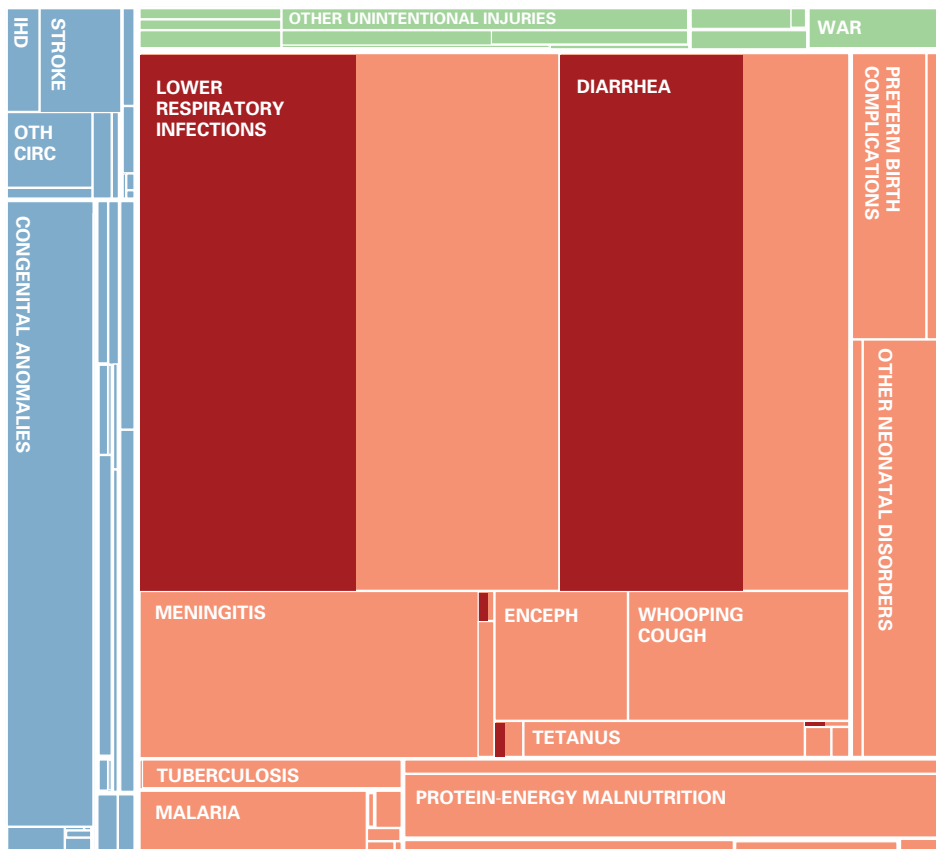 IHD
STROKE
OTHER UNINTENTIONAL INJURIES
WAR
OTH
CIRC
LOWER
RESPIRATORY
INFECTIONS
DIARRHEA
PRETERM BIRTH
COMPLICATIONS
CONGENITAL ANOMALIES
OTHER NEONATAL DISORDERS
MENINGITIS
ENCEPH
WHOOPING
COUGH
TETANUS
TUBERCULOSIS
MALARIA
PROTEIN-ENERGY MALNUTRITION